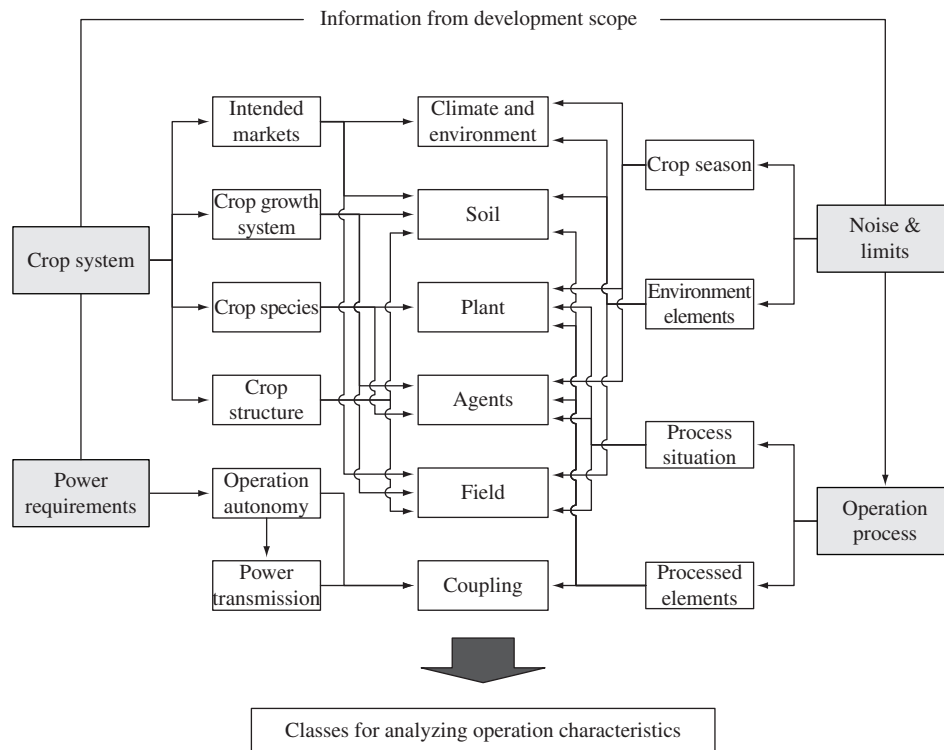 Information from development scope
Crop system
Power
requirements
Intended
markets
Crop growth
system
Crop species
Crop
structure
Operation
autonomy
Power
transmission
Climate and
environment
Soil
Plant
Agents
Field
Coupling
Crop season
Environment
elements
Process
situation
Processed
elements
Noise &
limits
Operation
process
Classes for analyzing operation characteristics